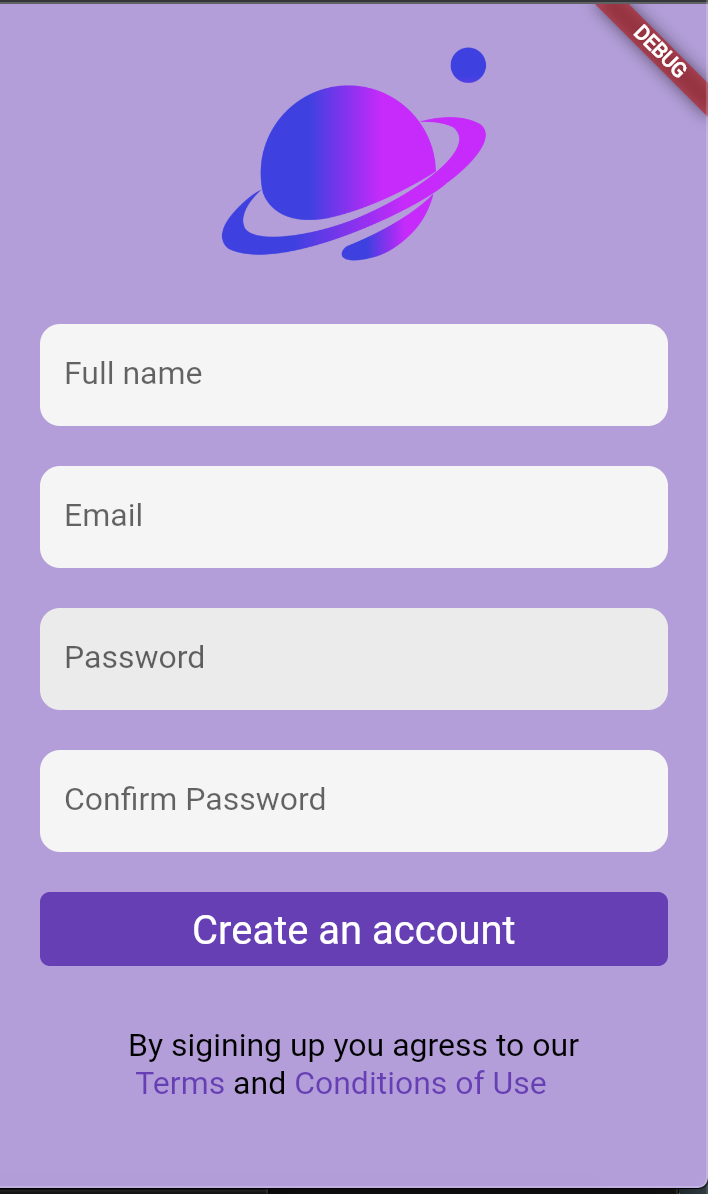 DEBUG
Full name
Email
Password
Confirm Password
Create an account
By sigining up you agress to our
Terms and Conditions of Use